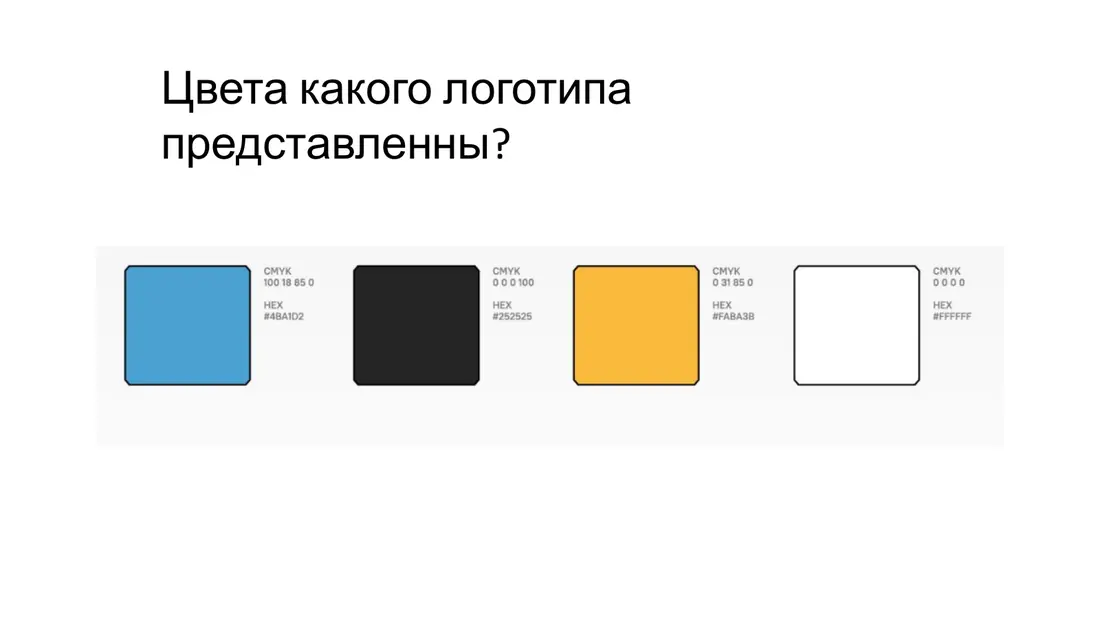 Цвета какого логотипа
представленны?
CMYK
100 18 85 0
HEX
#4BA1D2
CMYK
0 0 0 100
HEX
#252525
CMYK
0 31 85 0
HEX
#FABA3B
CMYK
0 0 0 0
HEX
#FFFFFF